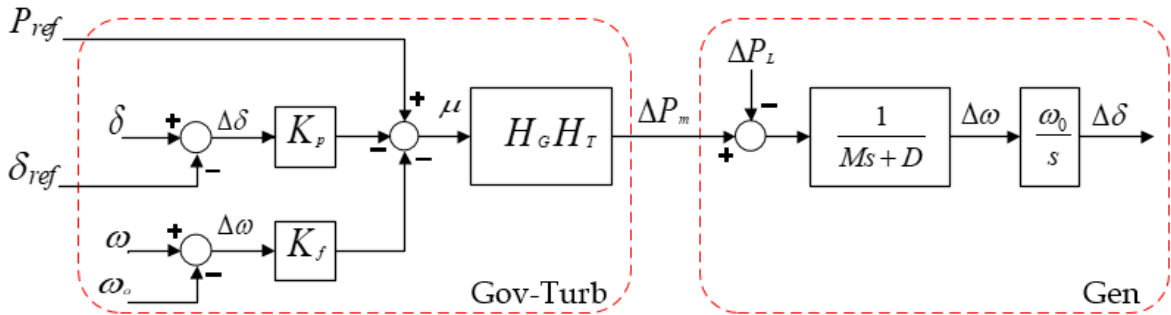 P_ref
δ
δ_ref
+
−
Δδ
K_p
ω
ω_o
+
−
Δω
K_f
+
−
−
μ
H_G H_T
ΔP_m
Gov-Turb
ΔP_L
−
+
1
Ms + D
Δω
ω_0
s
Δδ
Gen